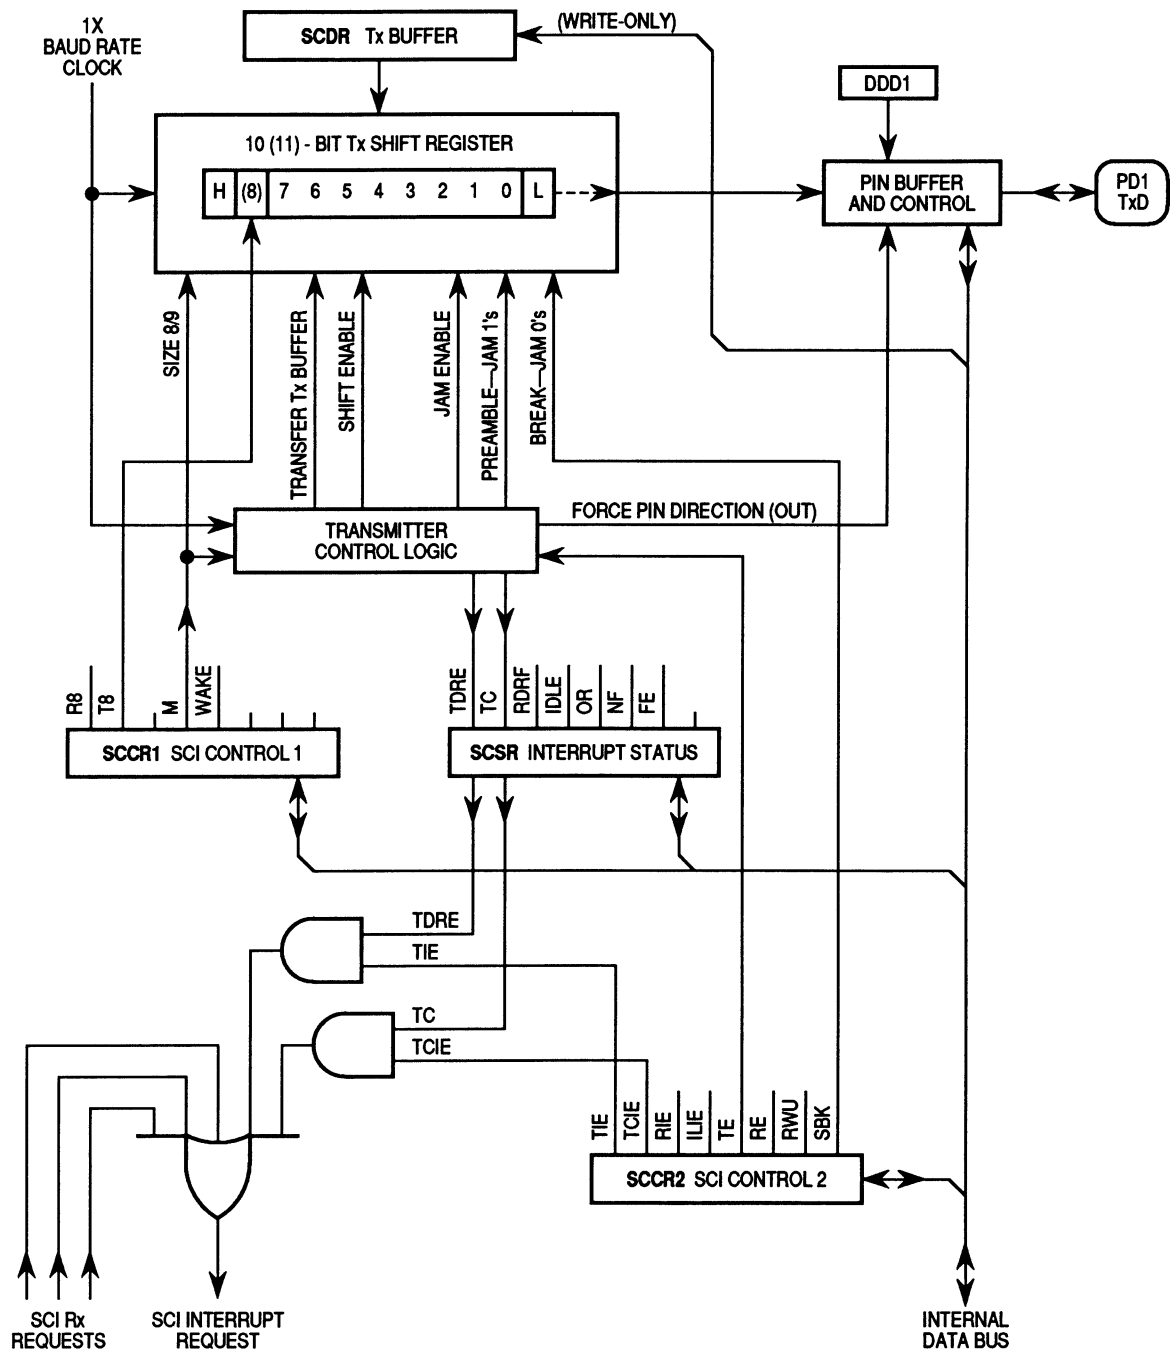 1X
BAUD RATE
CLOCK
SCDR Tx BUFFER
(WRITE-ONLY)
DDD1
10 (11) - BIT Tx SHIFT REGISTER
H (8) 7 6 5 4 3 2 1 0 L
PIN BUFFER
AND CONTROL
PD1
TxD
SIZE 8/9
TRANSFER Tx BUFFER
SHIFT ENABLE
JAM ENABLE
PREAMBLE—JAM 1's
BREAK—JAM 0's
FORCE PIN DIRECTION (OUT)
TRANSMITTER
CONTROL LOGIC
R8
T8
M
WAKE
TDRE
TC
RDRF
IDLE
OR
NF
FE
SCCR1 SCI CONTROL 1
SCSR INTERRUPT STATUS
TDRE
TIE
TC
TCIE
TIE
TCIE
RIE
ILIE
TE
RE
RWU
SBK
SCCR2 SCI CONTROL 2
SCI Rx
REQUESTS
SCI INTERRUPT
REQUEST
INTERNAL
DATA BUS